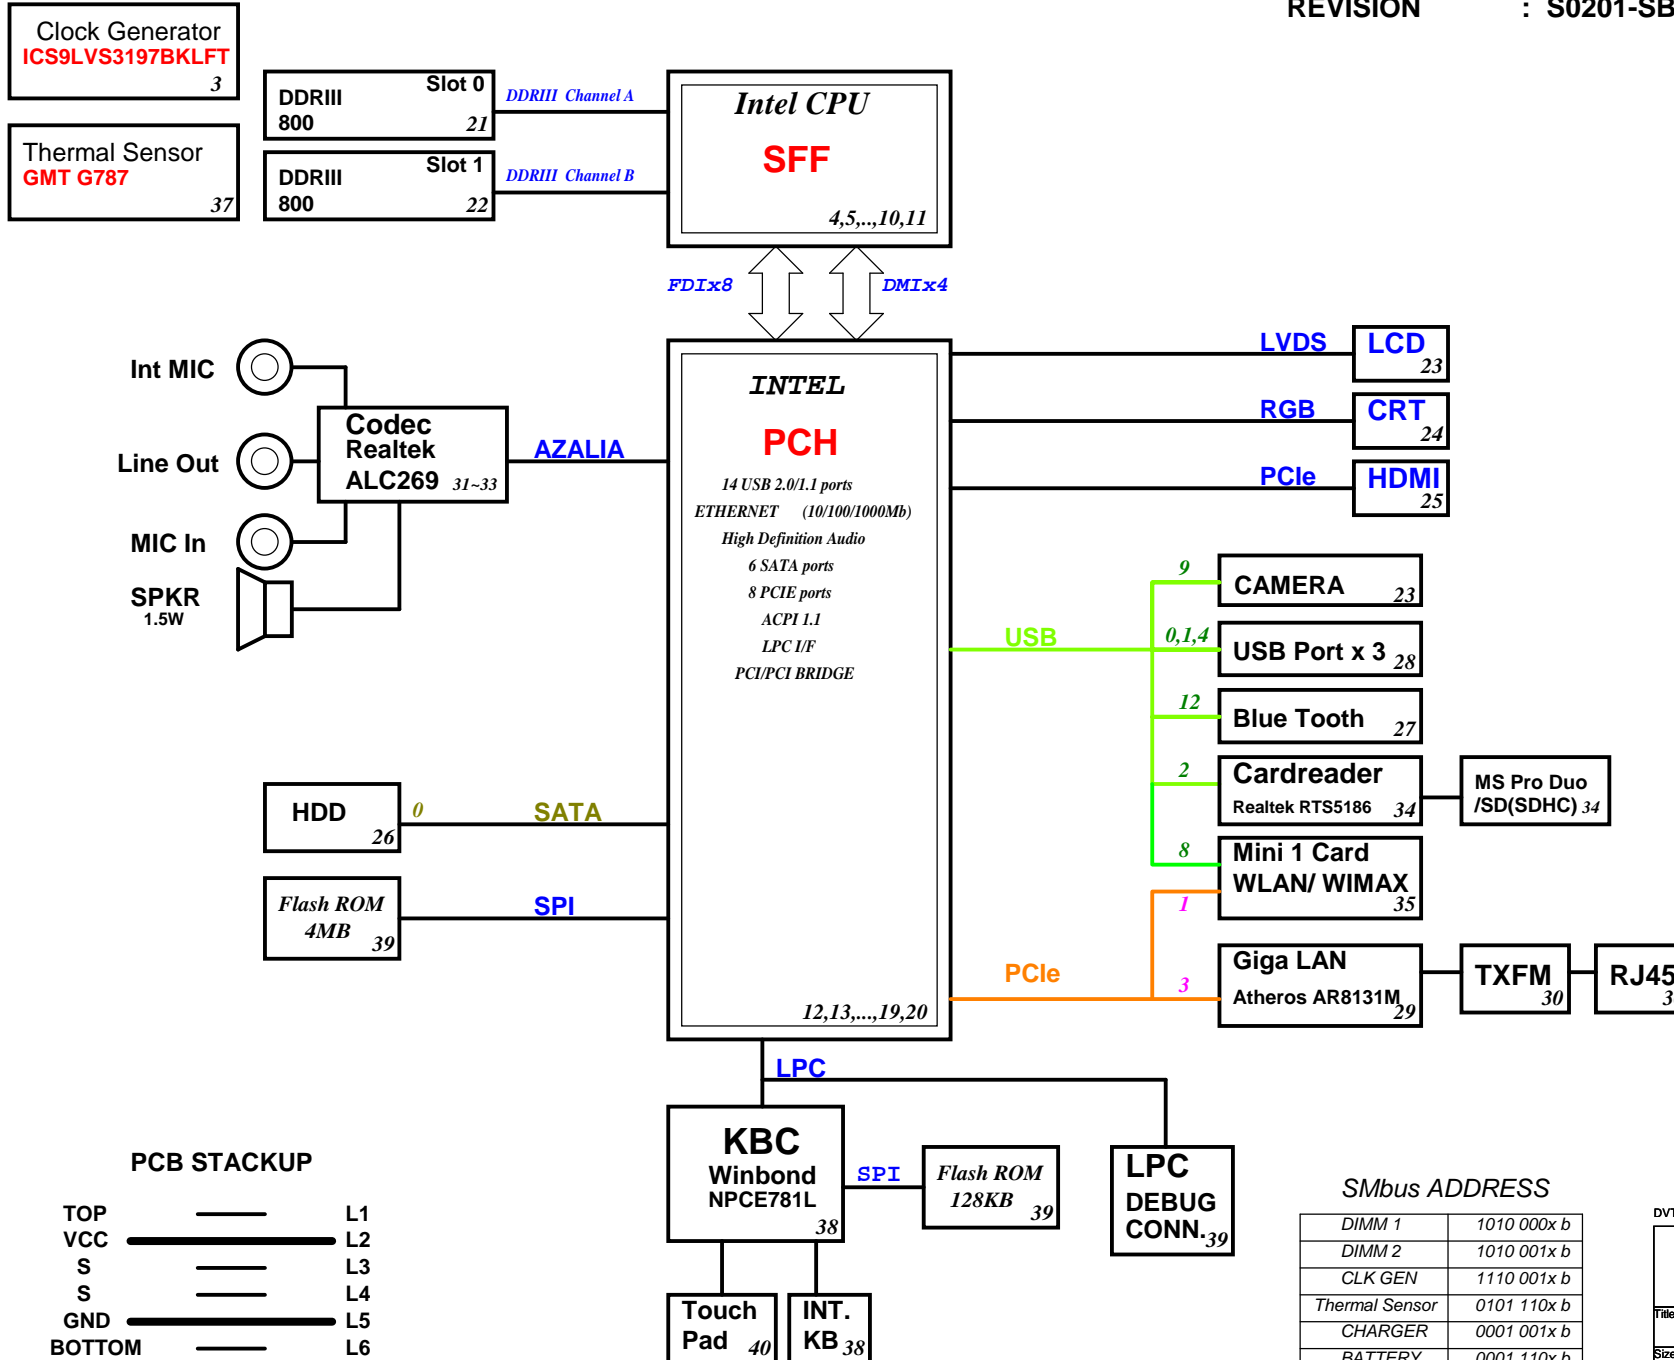 REVISION : S0201-SB
Clock Generator
ICS9LVS3197BKLFT
3
Thermal Sensor
GMT G787
37
DDRIII
800
Slot 0
21
DDRIII Channel A
DDRIII
800
Slot 1
22
DDRIII Channel B
Intel CPU
SFF
4,5,..,10,11
FDIx8
DMIx4
Int MIC
Line Out
MIC In
SPKR
1.5W
Codec
Realtek
ALC269 31~33
AZALIA
INTEL
PCH
14 USB 2.0/1.1 ports
ETHERNET (10/100/1000Mb)
High Definition Audio
6 SATA ports
8 PCIE ports
ACPI 1.1
LPC I/F
PCI/PCI BRIDGE
12,13,...,19,20
LVDS
LCD
23
RGB
CRT
24
PCIe
HDMI
25
USB
9
CAMERA
23
0,1,4
USB Port x 3 28
12
Blue Tooth
27
2
Cardreader
Realtek RTS5186 34
MS Pro Duo
/SD(SDHC) 34
8
Mini 1 Card
WLAN/ WIMAX
35
1
PCIe
3
Giga LAN
Atheros AR8131M
29
TXFM
30
RJ45
HDD
26
0
SATA
Flash ROM
4MB
39
SPI
LPC
KBC
Winbond
NPCE781L
38
SPI
Flash ROM
128KB
39
LPC
DEBUG
CONN. 39
Touch
Pad 40
INT.
KB 38
PCB STACKUP
TOP L1
VCC L2
S L3
S L4
GND L5
BOTTOM L6
SMbus ADDRESS
DIMM 1 1010 000x b
DIMM 2 1010 001x b
CLK GEN 1110 001x b
Thermal Sensor 0101 110x b
CHARGER 0001 001x b
BATTERY 0001 110x b
DVT
Title
Size